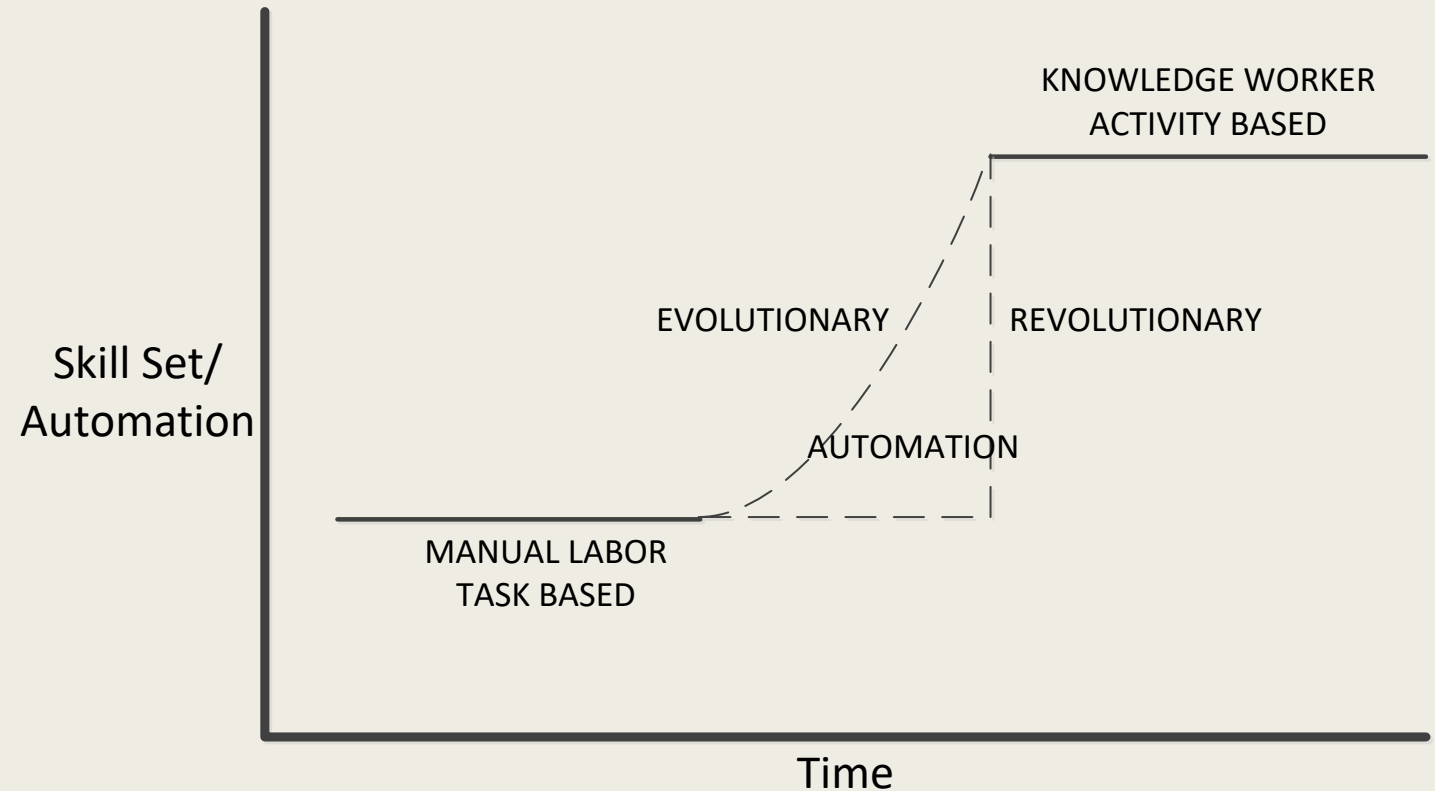 KNOWLEDGE WORKER
ACTIVITY BASED
EVOLUTIONARY
REVOLUTIONARY
Skill Set/
Automation
AUTOMATION
MANUAL LABOR
TASK BASED
Time